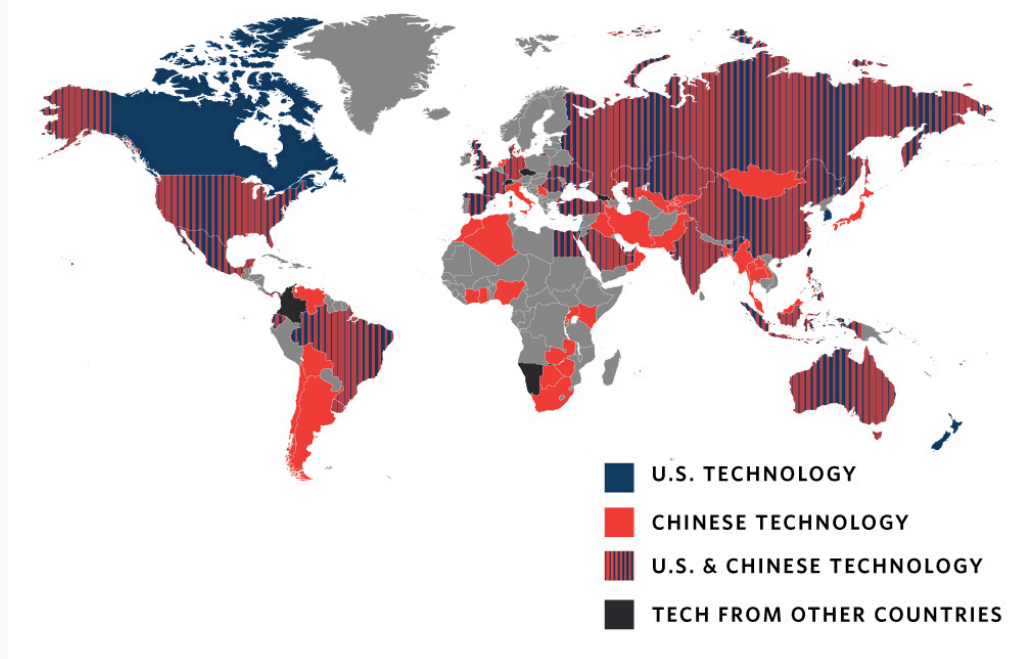 U.S. TECHNOLOGY
CHINESE TECHNOLOGY
U.S. & CHINESE TECHNOLOGY
TECH FROM OTHER COUNTRIES